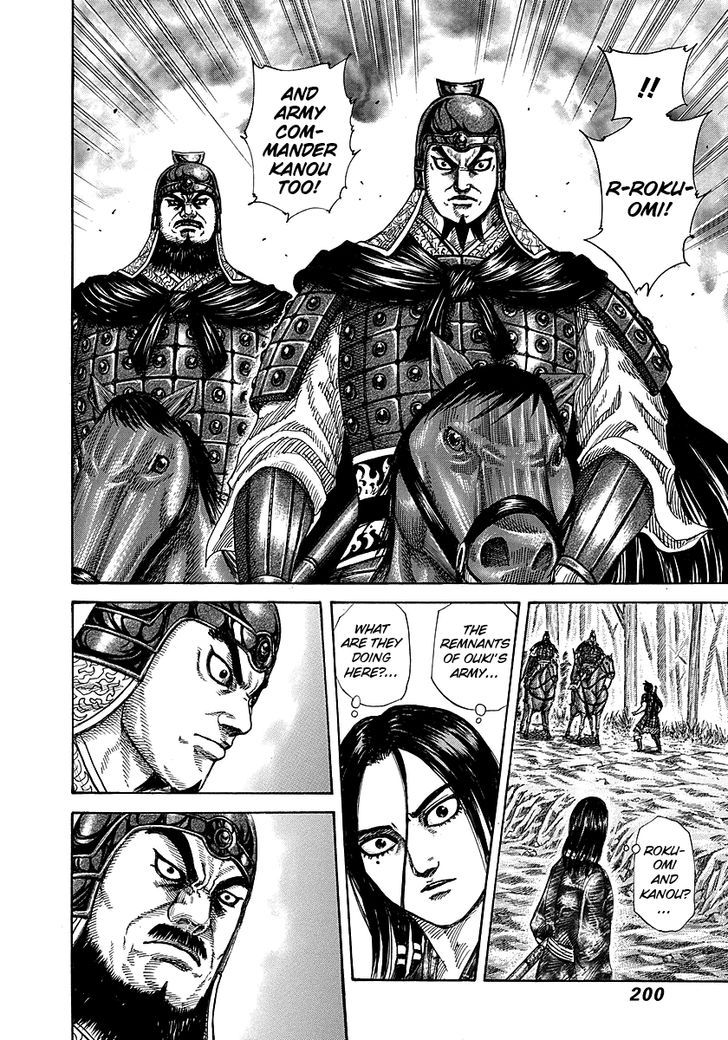 !!
R-ROKU-
OMI!
AND
ARMY
COM-
MANDER
KANOU
TOO!
ROKU-
OMI
AND
KANOU?
...
THE
REMNANTS
OF OUKI'S
ARMY...
WHAT
ARE THEY
DOING
HERE?...
200